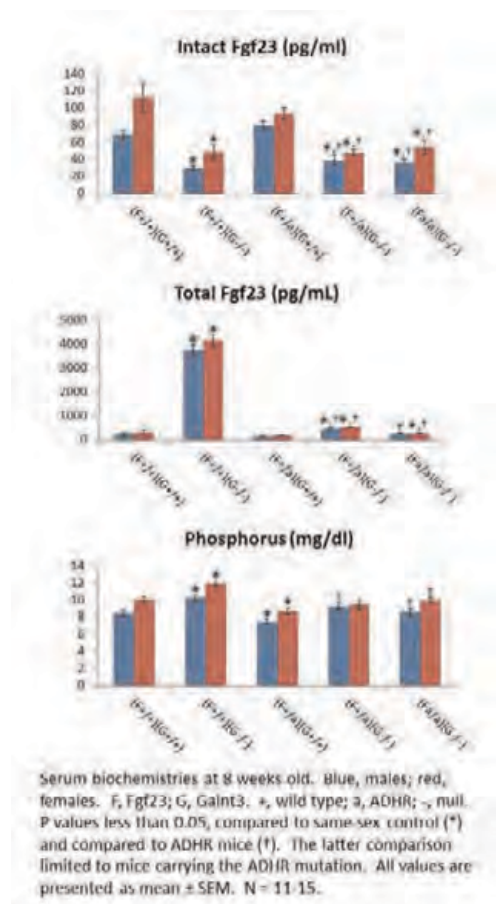 Intact Fgf23 (pg/ml)
140
120
100
80
60
40
20
0
* * *,† *,† *,† *,†
(F+/+)(G+/+) (F+/+)(G-/-) (F+/a)(G+/+) (F+/a)(G-/-) (Fa/a)(G-/-)
Total Fgf23 (pg/mL)
5000
4000
3000
2000
1000
0
* * *,† *,† † *,†
(F+/+)(G+/+) (F+/+)(G-/-) (F+/a)(G+/+) (F+/a)(G-/-) (Fa/a)(G-/-)
Phosphorus (mg/dl)
14
12
10
8
6
4
2
0
* * * *
(F+/+)(G+/+) (F+/+)(G-/-) (F+/a)(G+/+) (F+/a)(G-/-) (Fa/a)(G-/-)
Serum biochemistries at 8 weeks old. Blue, males; red,
females. F, Fgf23; G, Galnt3. +, wild type; a, ADHR; -, null.
P values less than 0.05, compared to same-sex control (*)
and compared to ADHR mice (†). The latter comparison
limited to mice carrying the ADHR mutation. All values are
presented as mean ± SEM. N = 11-15.